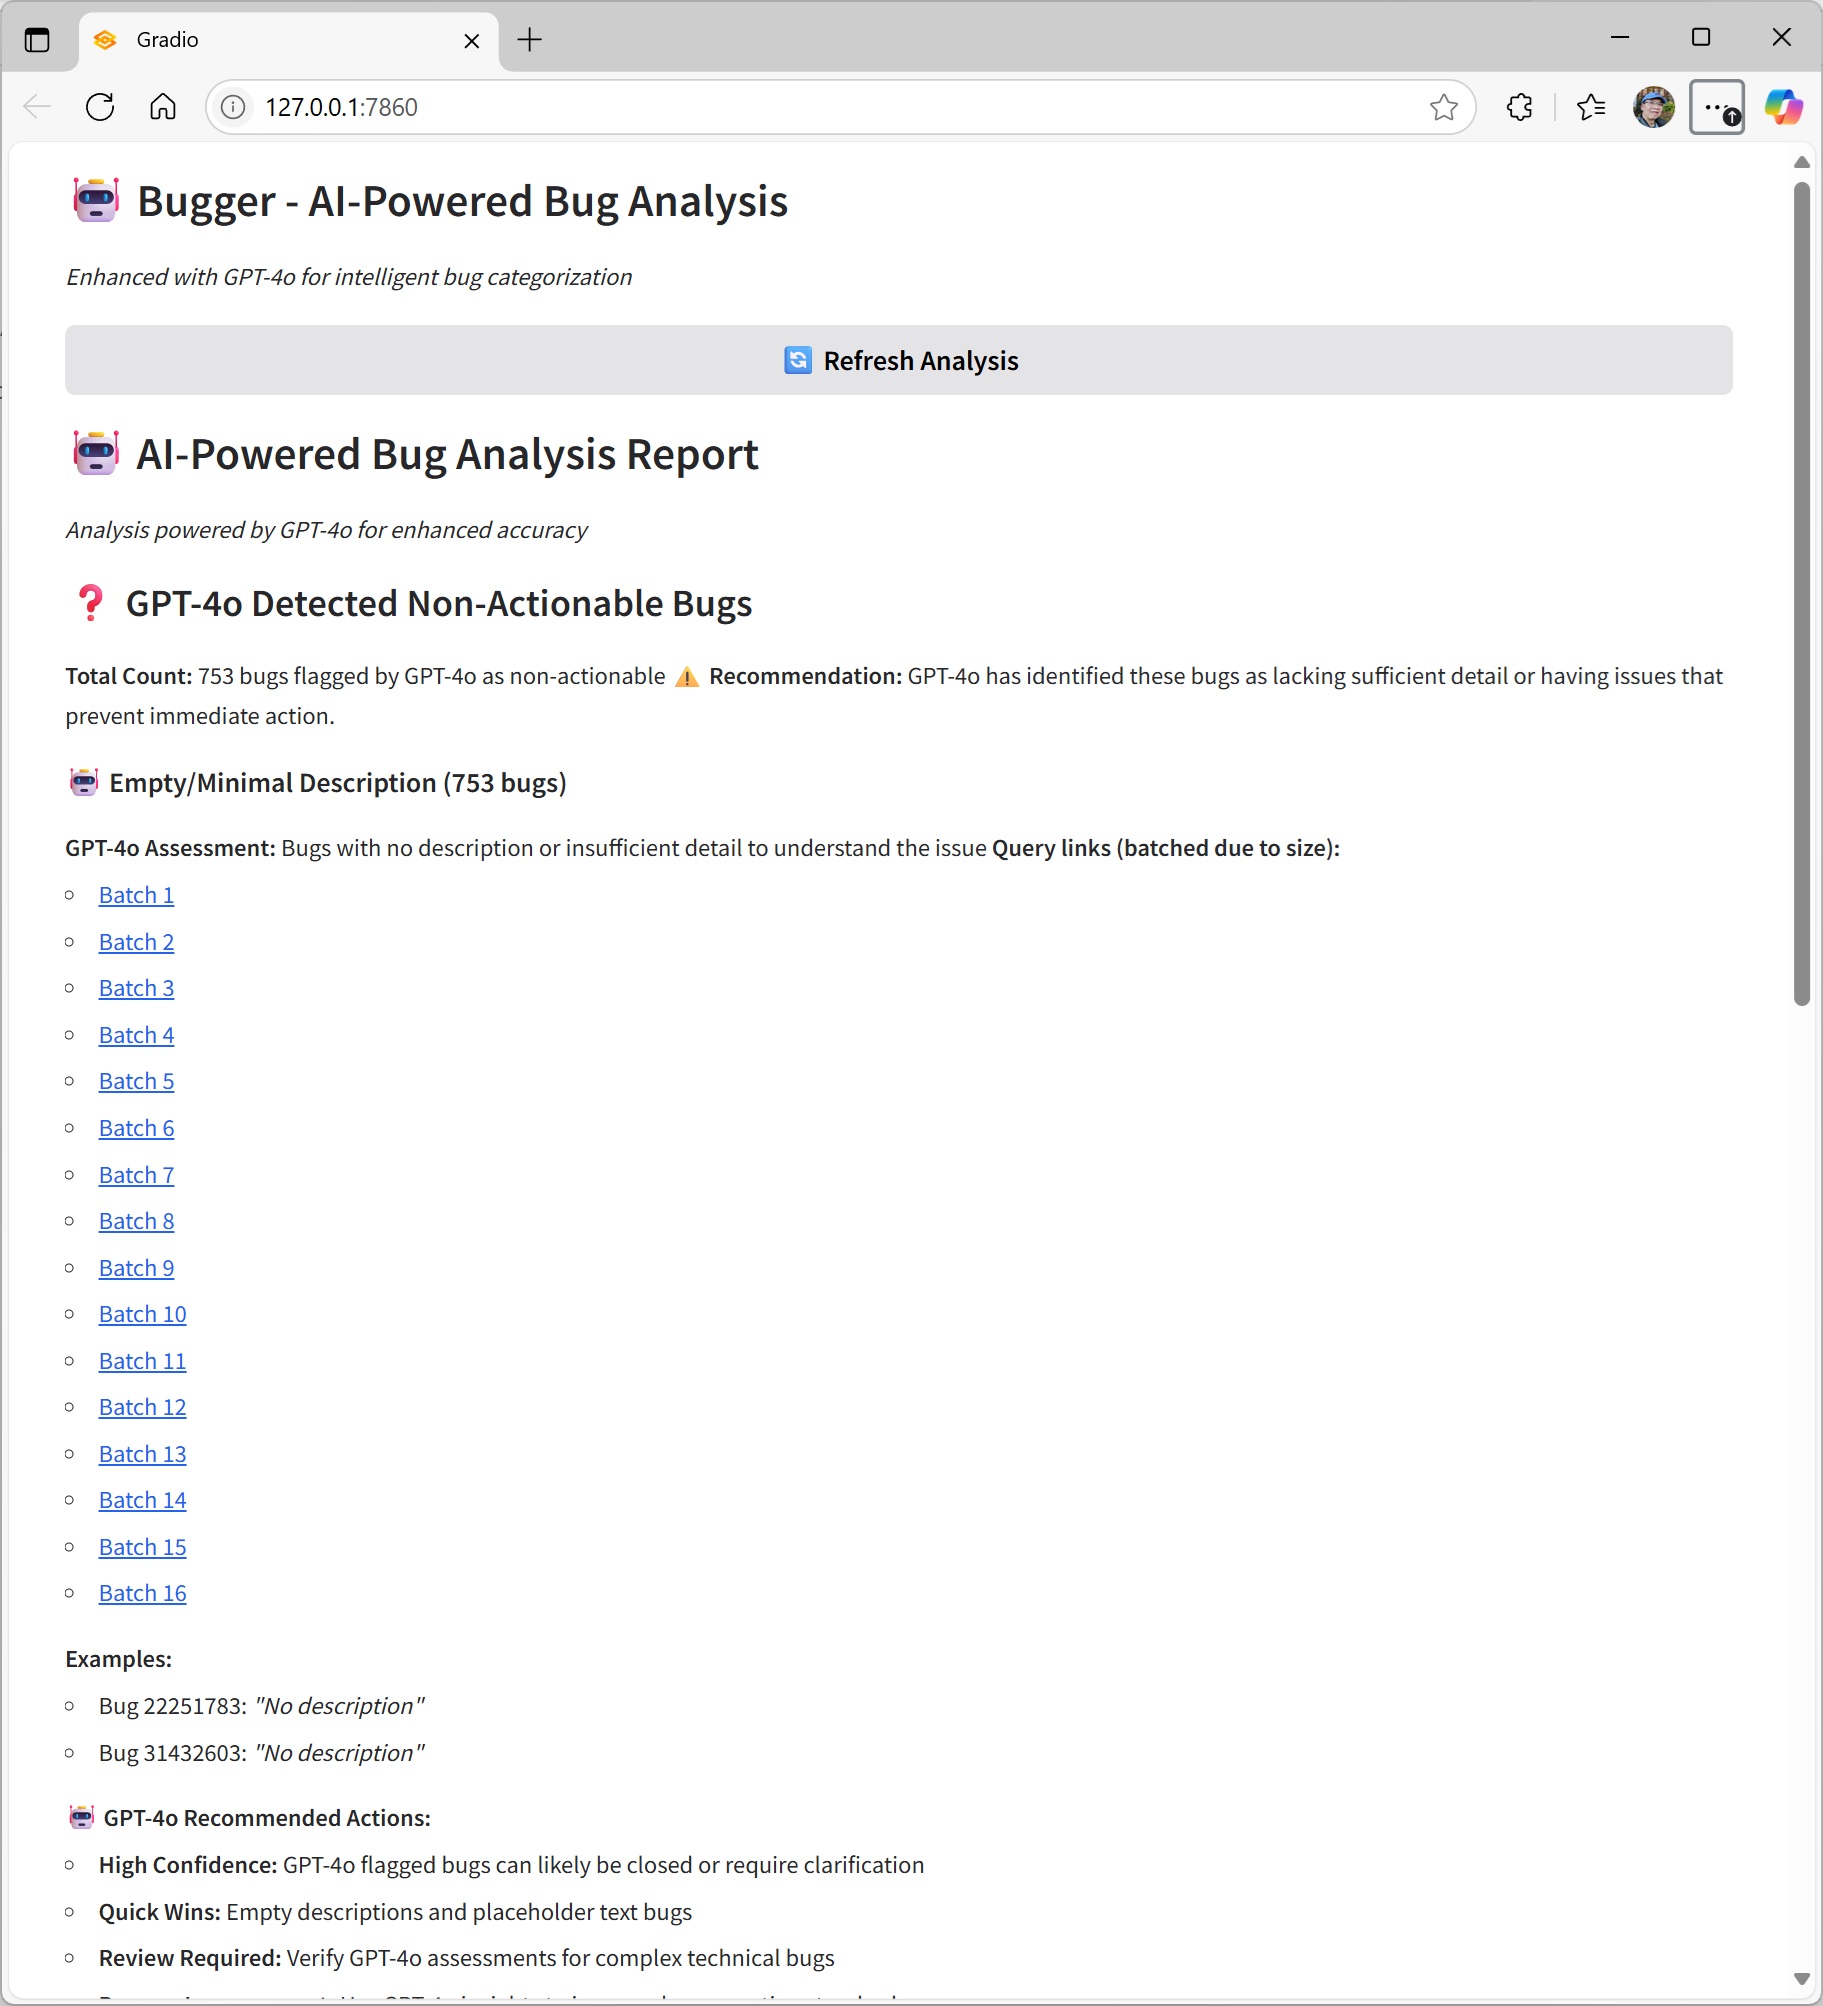 Gradio
127.0.0.1:7860
Bugger - AI-Powered Bug Analysis
Enhanced with GPT-4o for intelligent bug categorization
Refresh Analysis
AI-Powered Bug Analysis Report
Analysis powered by GPT-4o for enhanced accuracy
GPT-4o Detected Non-Actionable Bugs
Total Count: 753 bugs flagged by GPT-4o as non-actionable ⚠️ Recommendation: GPT-4o has identified these bugs as lacking sufficient detail or having issues that
prevent immediate action.
Empty/Minimal Description (753 bugs)
GPT-4o Assessment: Bugs with no description or insufficient detail to understand the issue Query links (batched due to size):
Batch 1
Batch 2
Batch 3
Batch 4
Batch 5
Batch 6
Batch 7
Batch 8
Batch 9
Batch 10
Batch 11
Batch 12
Batch 13
Batch 14
Batch 15
Batch 16
Examples:
Bug 22251783: "No description"
Bug 31432603: "No description"
GPT-4o Recommended Actions:
High Confidence: GPT-4o flagged bugs can likely be closed or require clarification
Quick Wins: Empty descriptions and placeholder text bugs
Review Required: Verify GPT-4o assessments for complex technical bugs